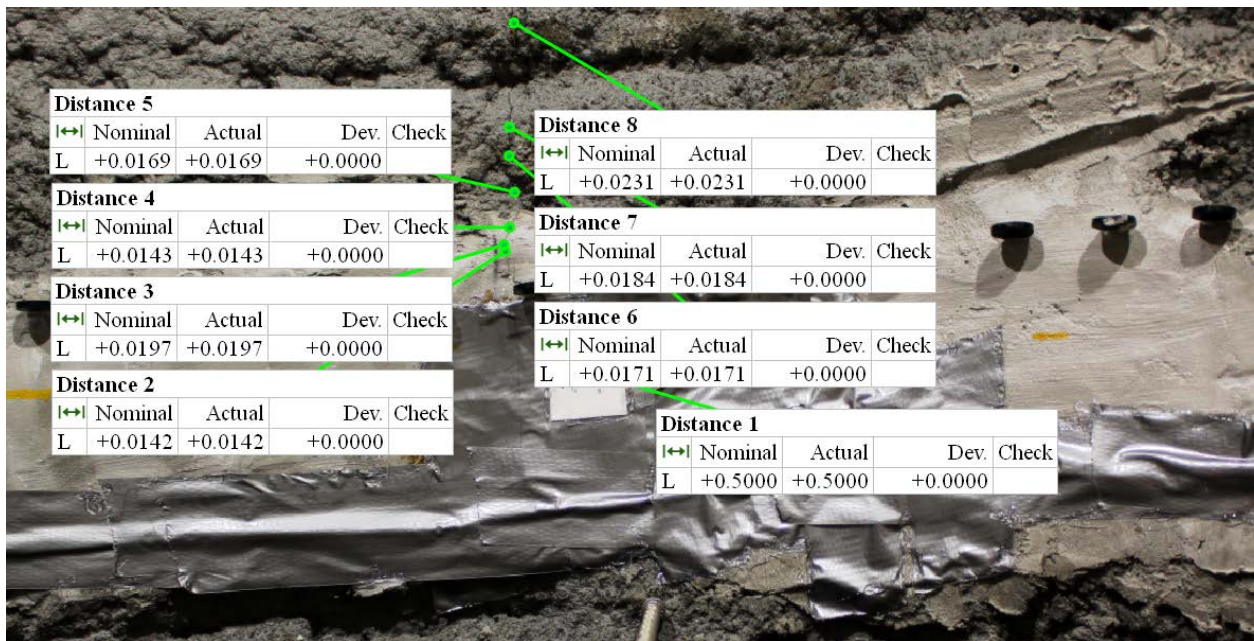 Distance 5
Nominal Actual Dev. Check
L +0.0169 +0.0169 +0.0000
Distance 4
Nominal Actual Dev. Check
L +0.0143 +0.0143 +0.0000
Distance 3
Nominal Actual Dev. Check
L +0.0197 +0.0197 +0.0000
Distance 2
Nominal Actual Dev. Check
L +0.0142 +0.0142 +0.0000
Distance 8
Nominal Actual Dev. Check
L +0.0231 +0.0231 +0.0000
Distance 7
Nominal Actual Dev. Check
L +0.0184 +0.0184 +0.0000
Distance 6
Nominal Actual Dev. Check
L +0.0171 +0.0171 +0.0000
Distance 1
Nominal Actual Dev. Check
L +0.5000 +0.5000 +0.0000